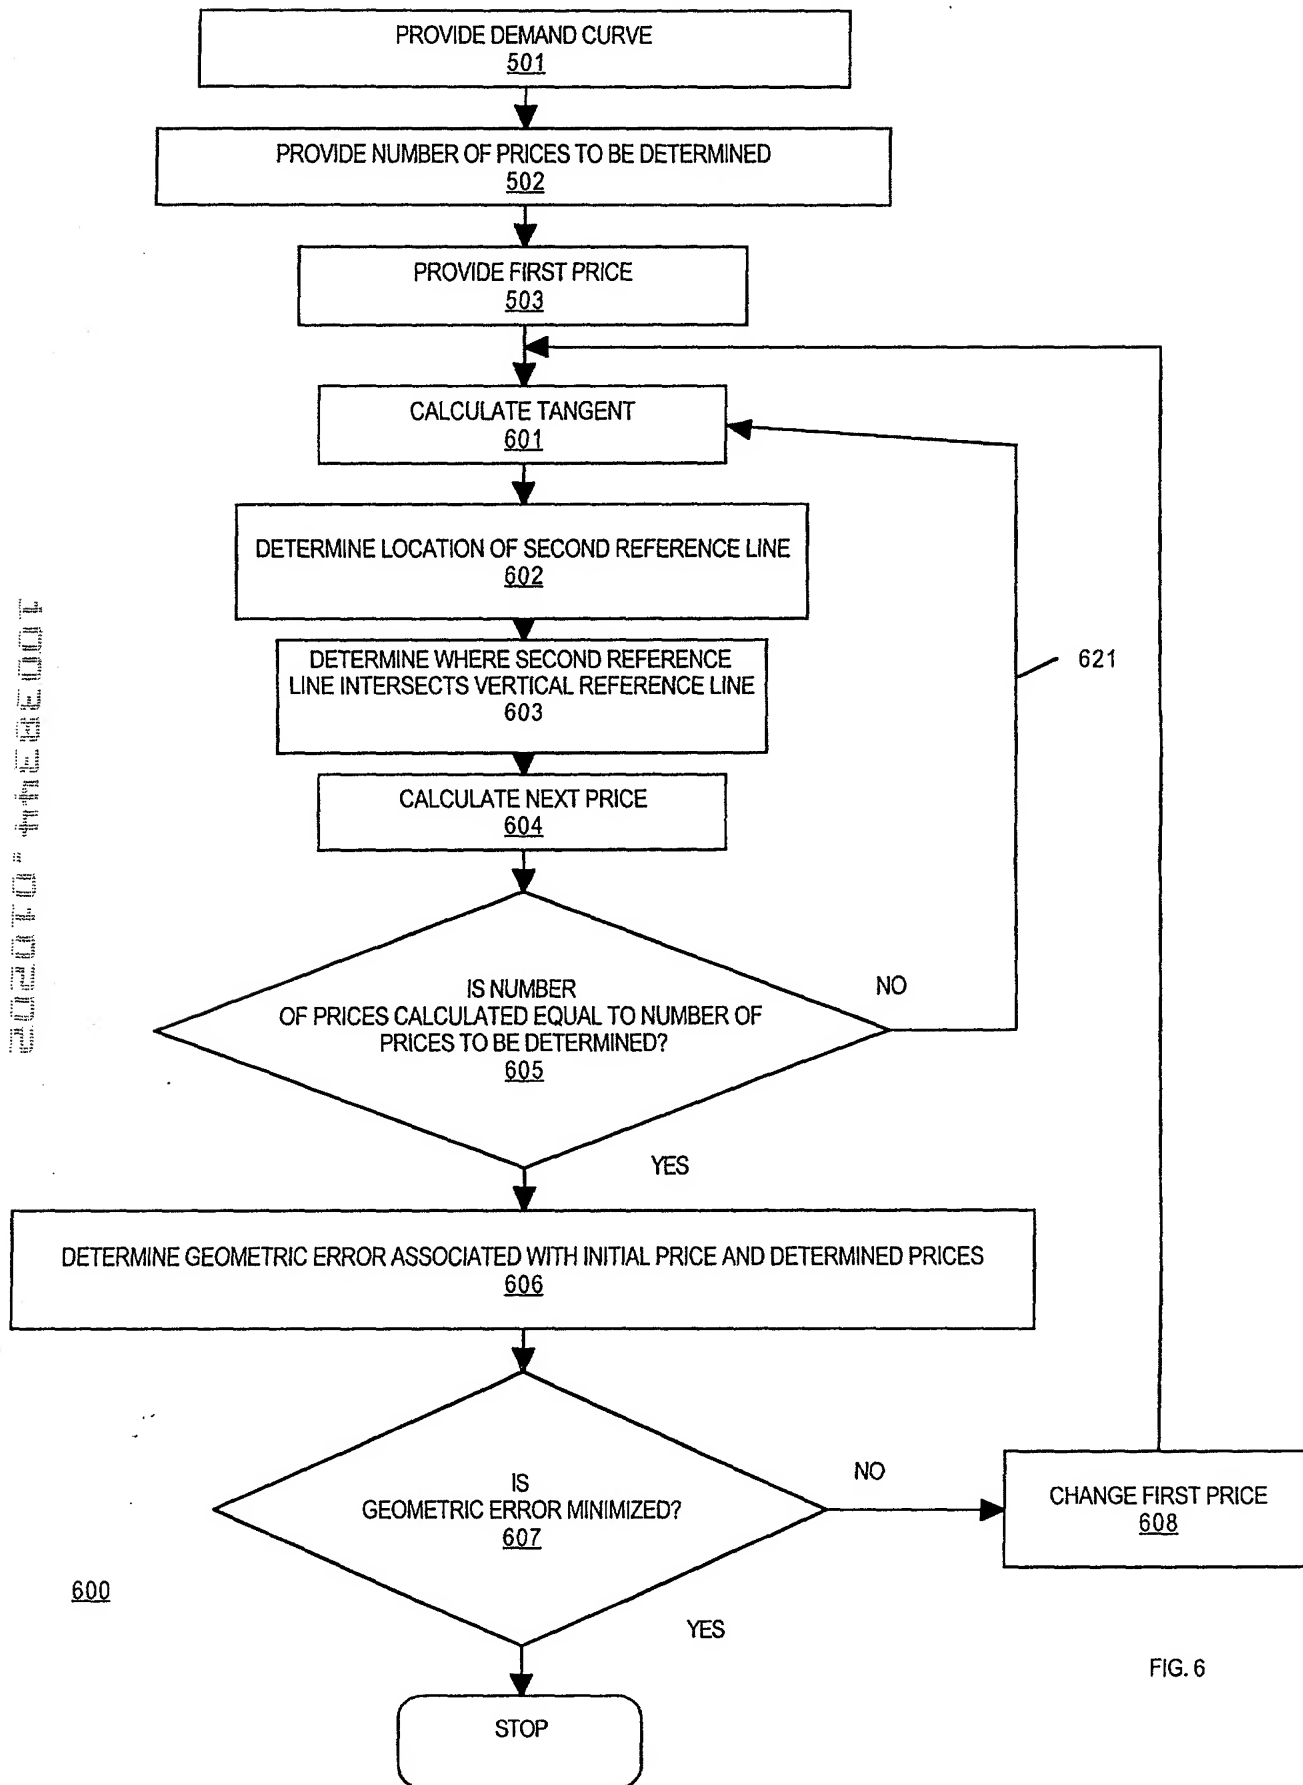 PROVIDE DEMAND CURVE
501
PROVIDE NUMBER OF PRICES TO BE DETERMINED
502
PROVIDE FIRST PRICE
503
CALCULATE TANGENT
601
DETERMINE LOCATION OF SECOND REFERENCE LINE
602
621
DETERMINE WHERE SECOND REFERENCE
LINE INTERSECTS VERTICAL REFERENCE LINE
603
CALCULATE NEXT PRICE
604
IS NUMBER
OF PRICES CALCULATED EQUAL TO NUMBER OF
PRICES TO BE DETERMINED?
605
NO
YES
DETERMINE GEOMETRIC ERROR ASSOCIATED WITH INITIAL PRICE AND DETERMINED PRICES
606
IS
GEOMETRIC ERROR MINIMIZED?
607
NO
CHANGE FIRST PRICE
608
600
YES
STOP
FIG. 6